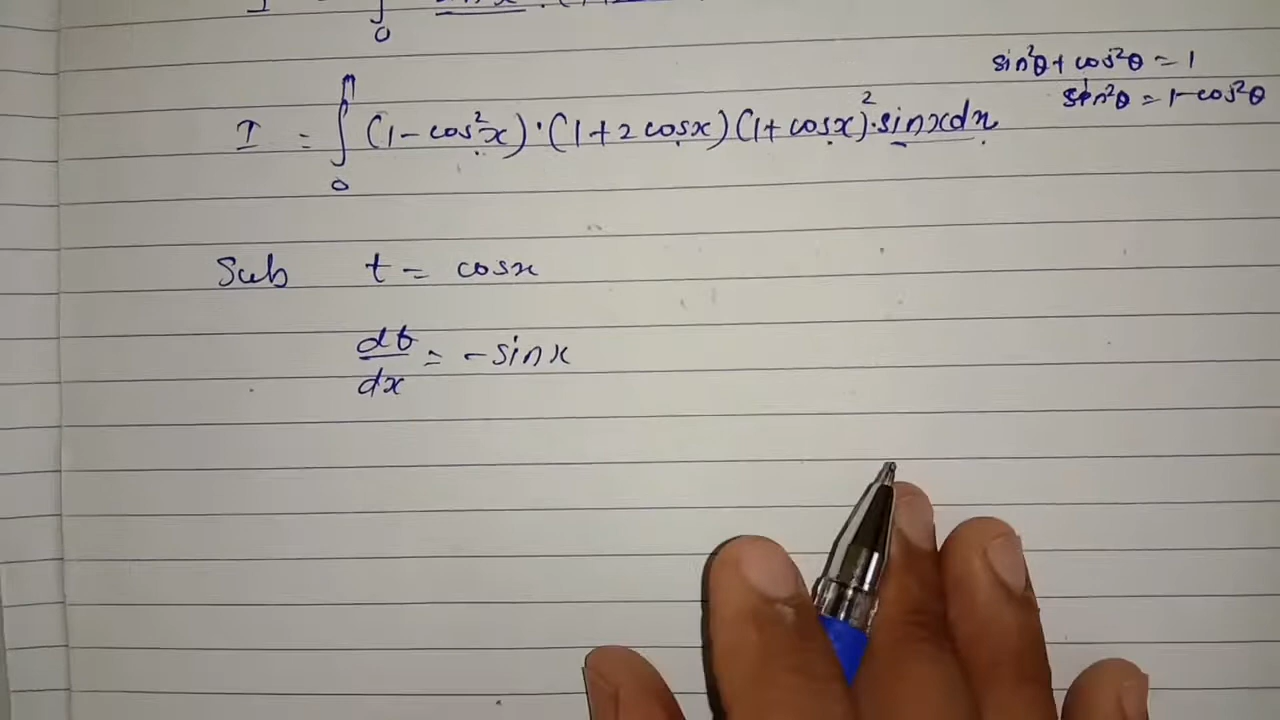 I
0
sin²θ + cos²θ = 1
sin²θ = 1 - cos²θ
I = ∫₀^π (1 - cos²x) · (1 + 2 cosx) (1 + cosx)² · sinx dx
Sub t = cosx
dt/dx = - sinx